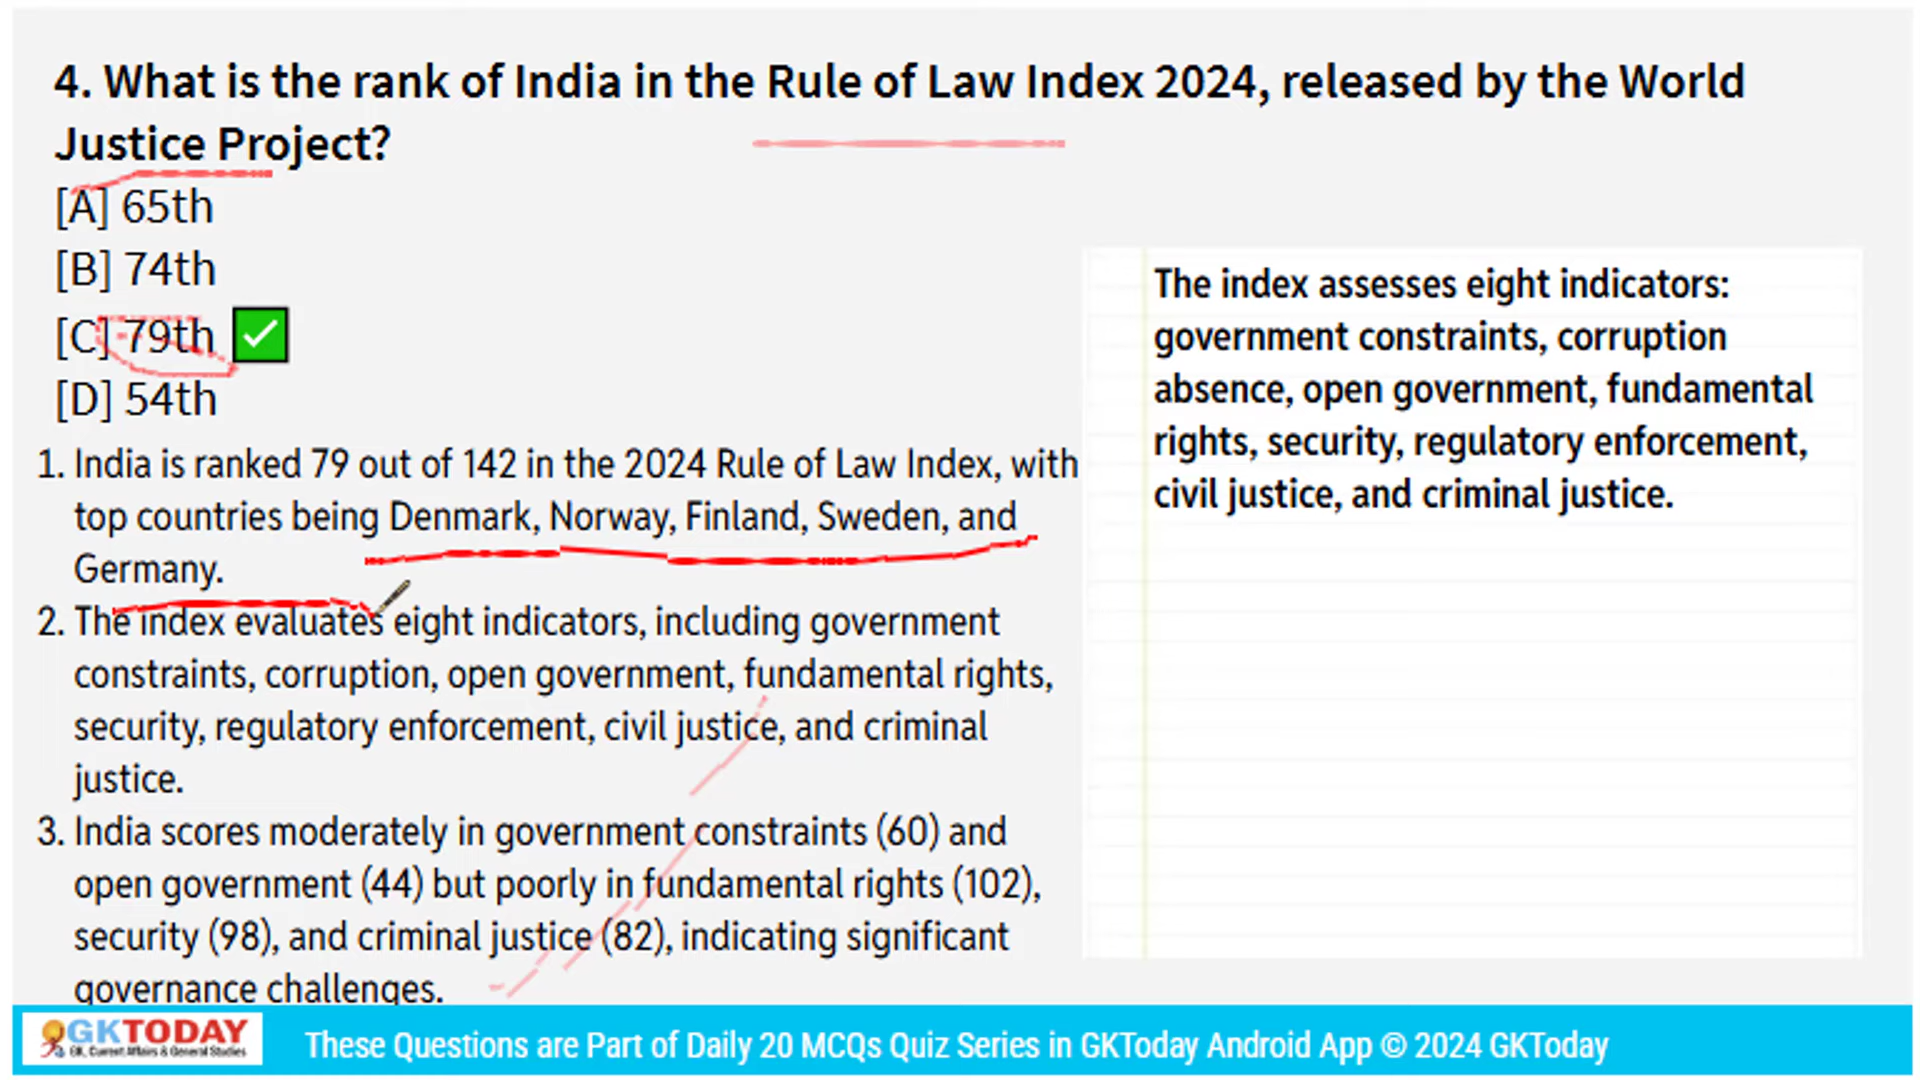 4. What is the rank of India in the Rule of Law Index 2024, released by the World
Justice Project?
[A] 65th
[B] 74th
[C] 79th
[D] 54th
1. India is ranked 79 out of 142 in the 2024 Rule of Law Index, with
top countries being Denmark, Norway, Finland, Sweden, and
Germany.
2. The index evaluates eight indicators, including government
constraints, corruption, open government, fundamental rights,
security, regulatory enforcement, civil justice, and criminal
justice.
3. India scores moderately in government constraints (60) and
open government (44) but poorly in fundamental rights (102),
security (98), and criminal justice (82), indicating significant
governance challenges.
The index assesses eight indicators:
government constraints, corruption
absence, open government, fundamental
rights, security, regulatory enforcement,
civil justice, and criminal justice.
GKTODAY
GK, Current Affairs & General Studies
These Questions are Part of Daily 20 MCQs Quiz Series in GKToday Android App © 2024 GKToday